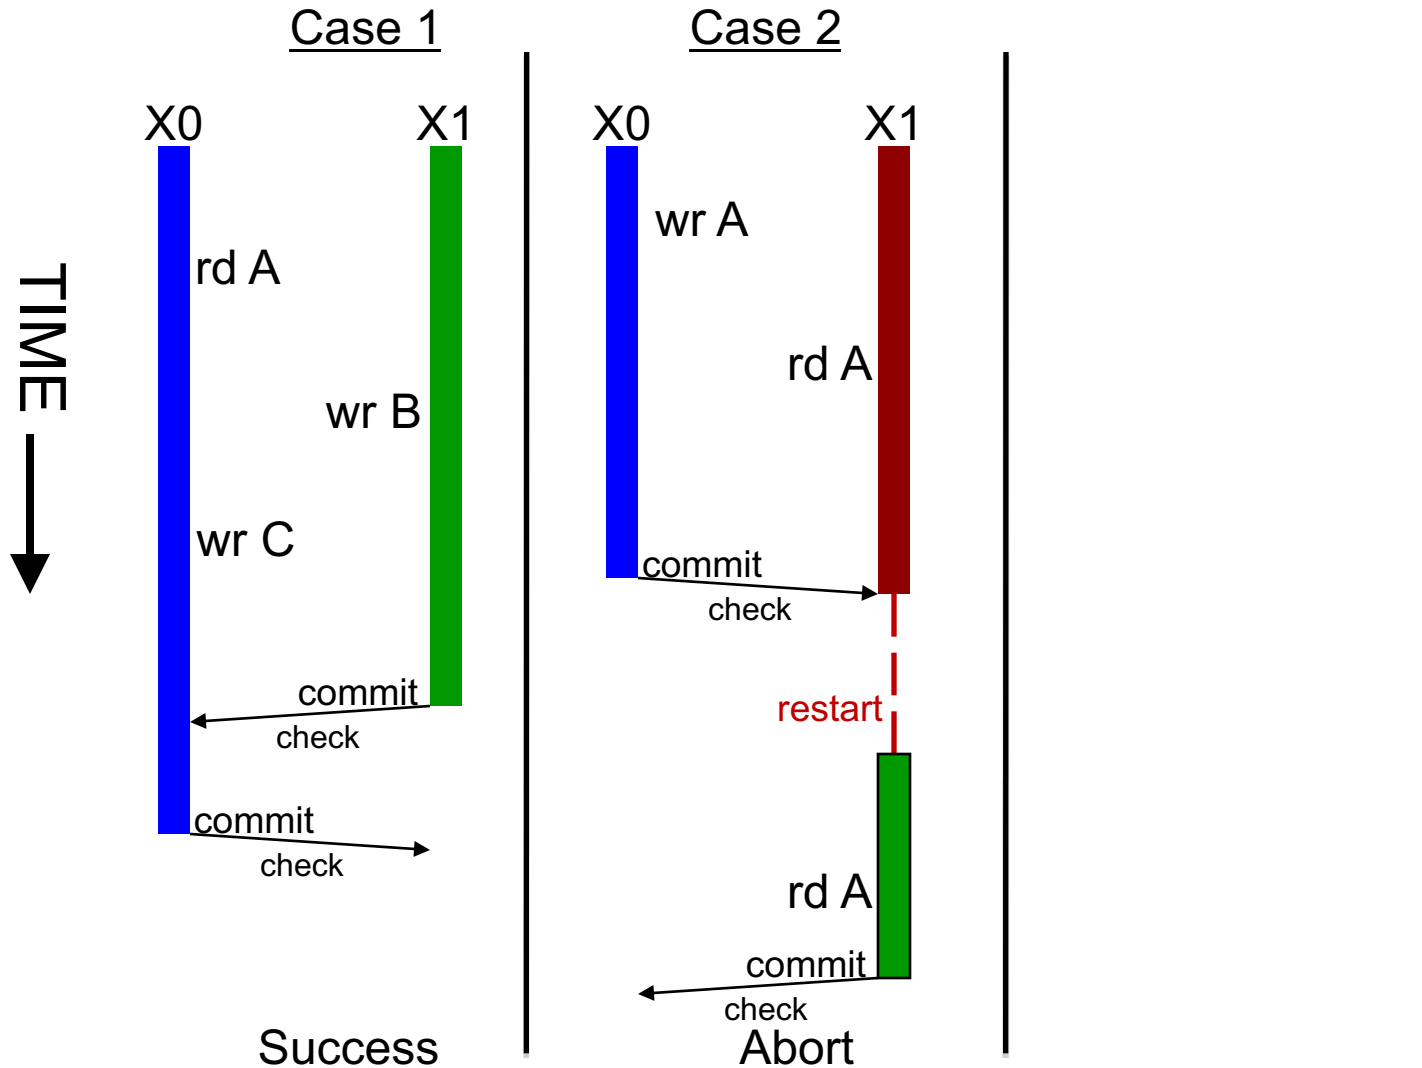 Case 1
Case 2
X0
X1
X0
X1
TIME
rd A
wr B
wr C
commit
check
commit
check
Success
wr A
rd A
commit
check
restart
rd A
commit
check
Abort